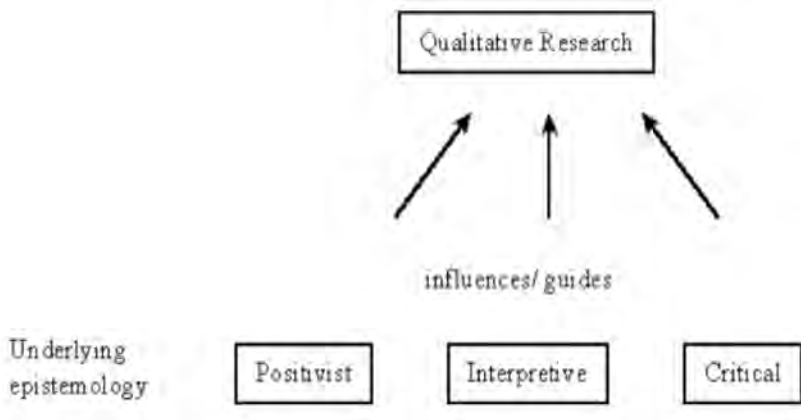 Qualitative Research
influences/ guides
Underlying
epistemology
Positivist
Interpretive
Critical